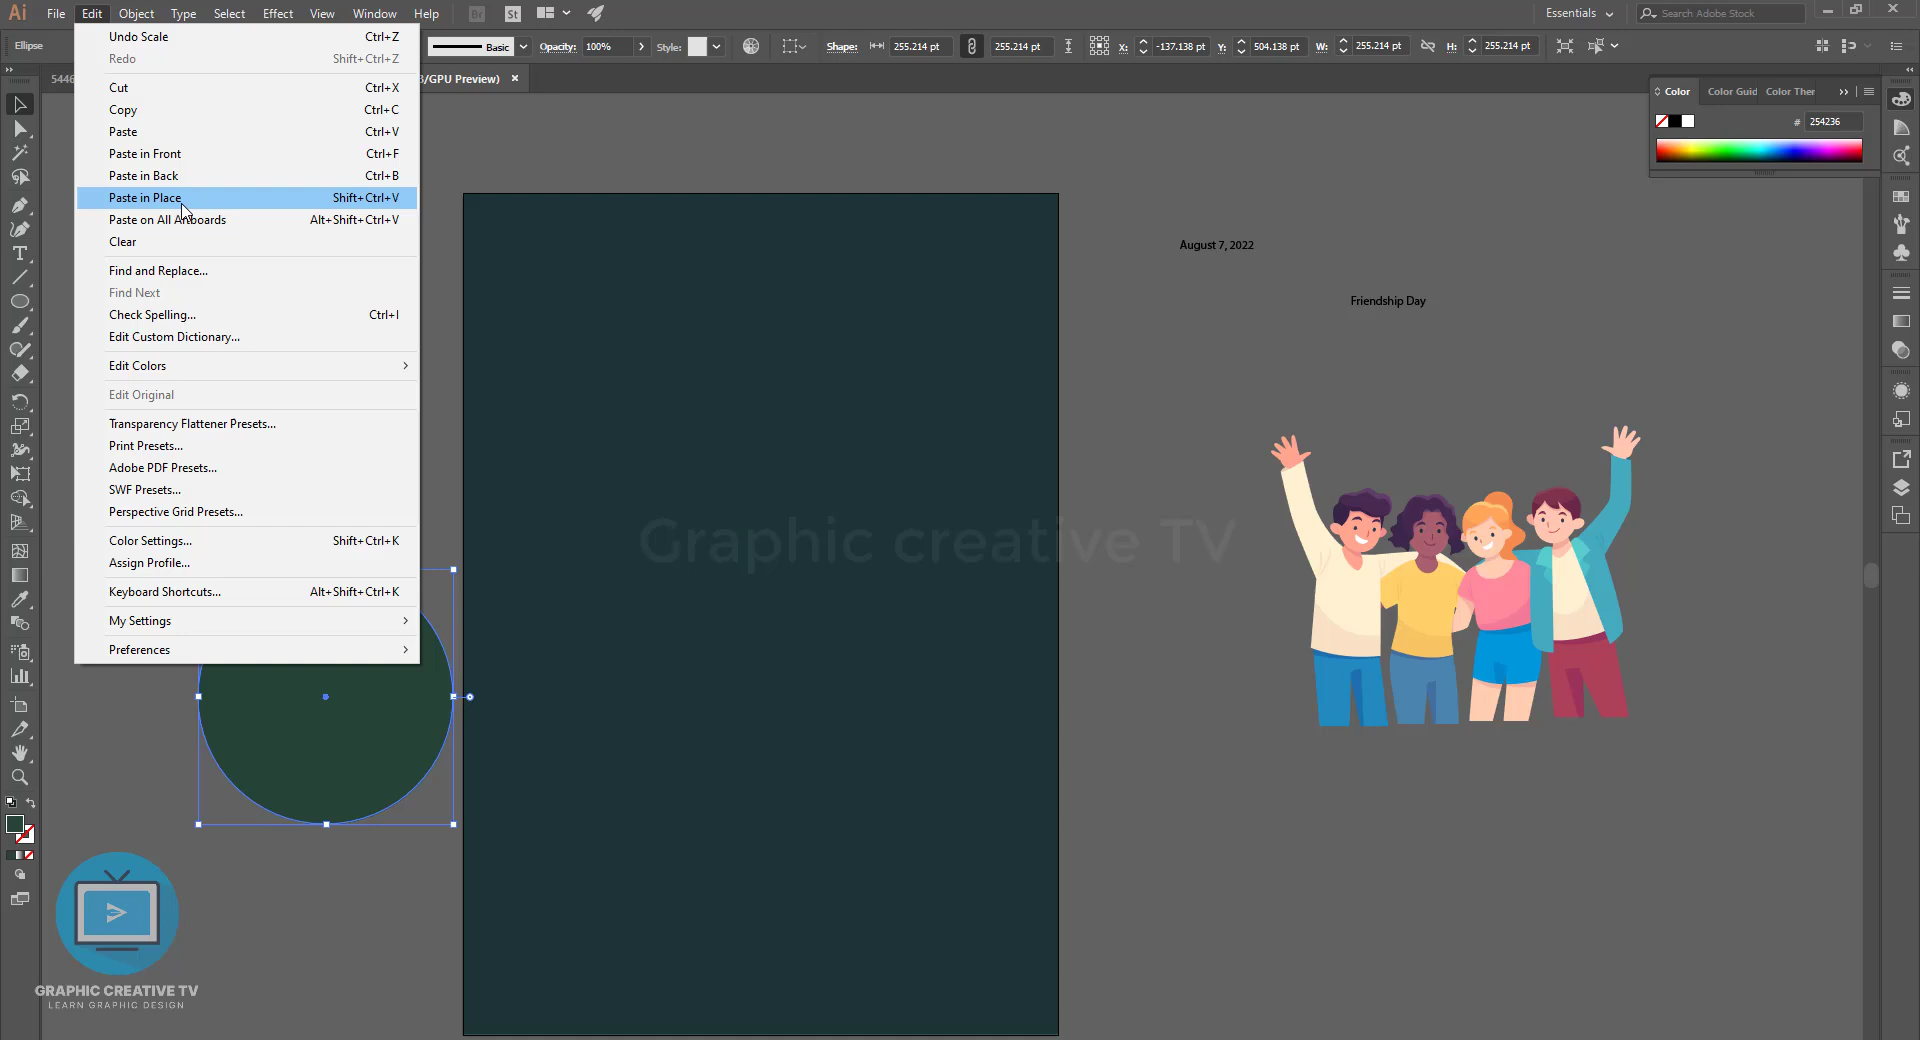 Ai File Edit Object Type Select Effect View Window Help Br St Essentials Search Adobe Stock
Ellipse Basic Opacity: 100% Style: Shape: 255.214 pt 255.214 pt X: -137.138 pt Y: 504.138 pt W: 255.214 pt H: 255.214 pt
5446 B/GPU Preview) ×
Undo Scale Ctrl+Z
Redo Shift+Ctrl+Z
Cut Ctrl+X
Copy Ctrl+C
Paste Ctrl+V
Paste in Front Ctrl+F
Paste in Back Ctrl+B
Paste in Place Shift+Ctrl+V
Paste on All Artboards Alt+Shift+Ctrl+V
Clear
Find and Replace...
Find Next
Check Spelling... Ctrl+I
Edit Custom Dictionary...
Edit Colors
Edit Original
Transparency Flattener Presets...
Print Presets...
Adobe PDF Presets...
SWF Presets...
Perspective Grid Presets...
Color Settings... Shift+Ctrl+K
Assign Profile...
Keyboard Shortcuts... Alt+Shift+Ctrl+K
My Settings
Preferences
Color Color Guid Color Ther
# 254236
August 7, 2022
Friendship Day
Graphic creative TV
GRAPHIC CREATIVE TV
LEARN GRAPHIC DESIGN